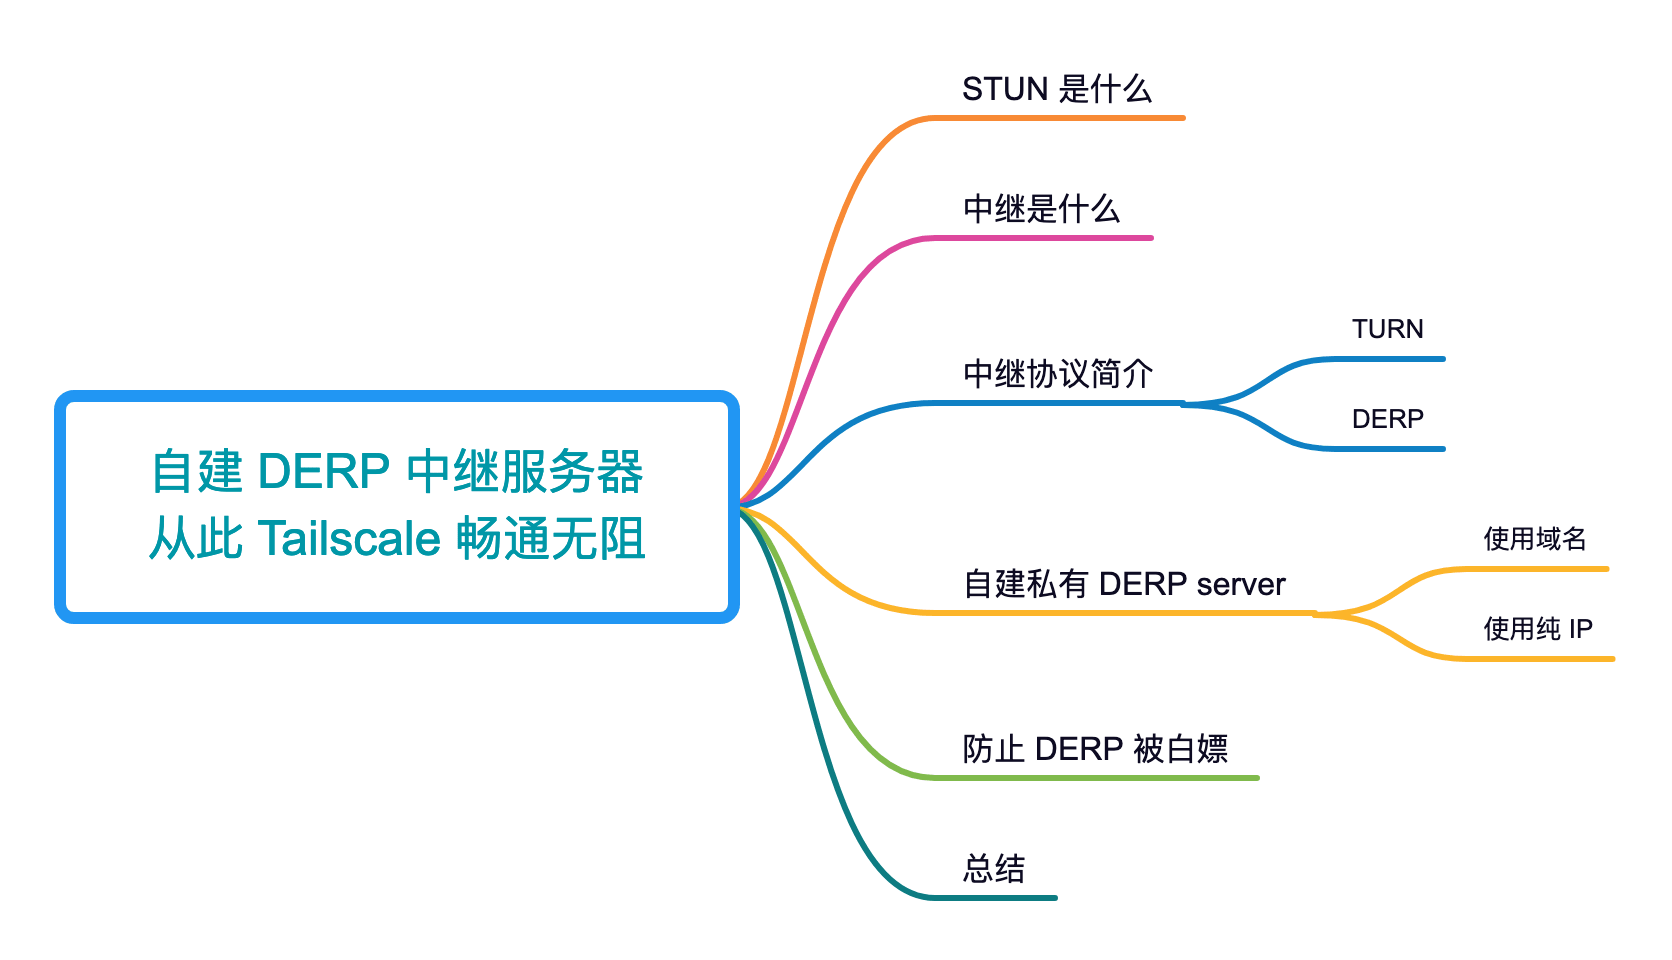 自建 DERP 中继服务器
从此 Tailscale 畅通无阻
STUN 是什么
中继是什么
中继协议简介
TURN
DERP
自建私有 DERP server
使用域名
使用纯 IP
防止 DERP 被白嫖
总结